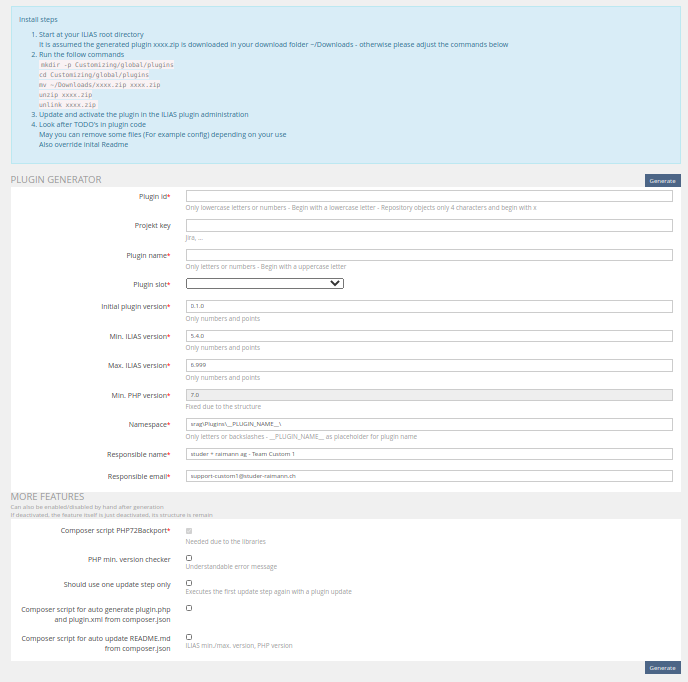 Install steps
1. Start at your ILIAS root directory
It is assumed the generated plugin xxxx.zip is downloaded in your download folder ~/Downloads - otherwise please adjust the commands below
2. Run the follow commands
mkdir -p Customizing/global/plugins
cd Customizing/global/plugins
mv ~/Downloads/xxxx.zip xxxx.zip
unzip xxxx.zip
unlink xxxx.zip
3. Update and activate the plugin in the ILIAS plugin administration
4. Look after TODO's in plugin code
May you can remove some files (For example config) depending on your use
Also override inital Readme
PLUGIN GENERATOR
Generate
Plugin id*
Only lowercase letters or numbers - Begin with a lowercase letter - Repository objects only 4 characters and begin with x
Projekt key
Jira, ...
Plugin name*
Only letters or numbers - Begin with a uppercase letter
Plugin slot*
Initial plugin version* 0.1.0
Only numbers and points
Min. ILIAS version* 5.4.0
Only numbers and points
Max. ILIAS version* 6.999
Only numbers and points
Min. PHP version* 7.0
Fixed due to the structure
Namespace* srag\Plugins\__PLUGIN_NAME__\
Only letters or backslashes - __PLUGIN_NAME__ as placeholder for plugin name
Responsible name* studer + raimann ag - Team Custom 1
Responsible email* support-custom1@studer-raimann.ch
MORE FEATURES
Can also be enabled/disabled by hand after generation
If deactivated, the feature itself is just deactivated, its structure is remain
Composer script PHP72Backport*
Needed due to the libraries
PHP min. version checker
Understandable error message
Should use one update step only
Executes the first update step again with a plugin update
Composer script for auto generate plugin.php
and plugin.xml from composer.json
Composer script for auto update README.md
from composer.json
ILIAS min./max. version, PHP version
Generate